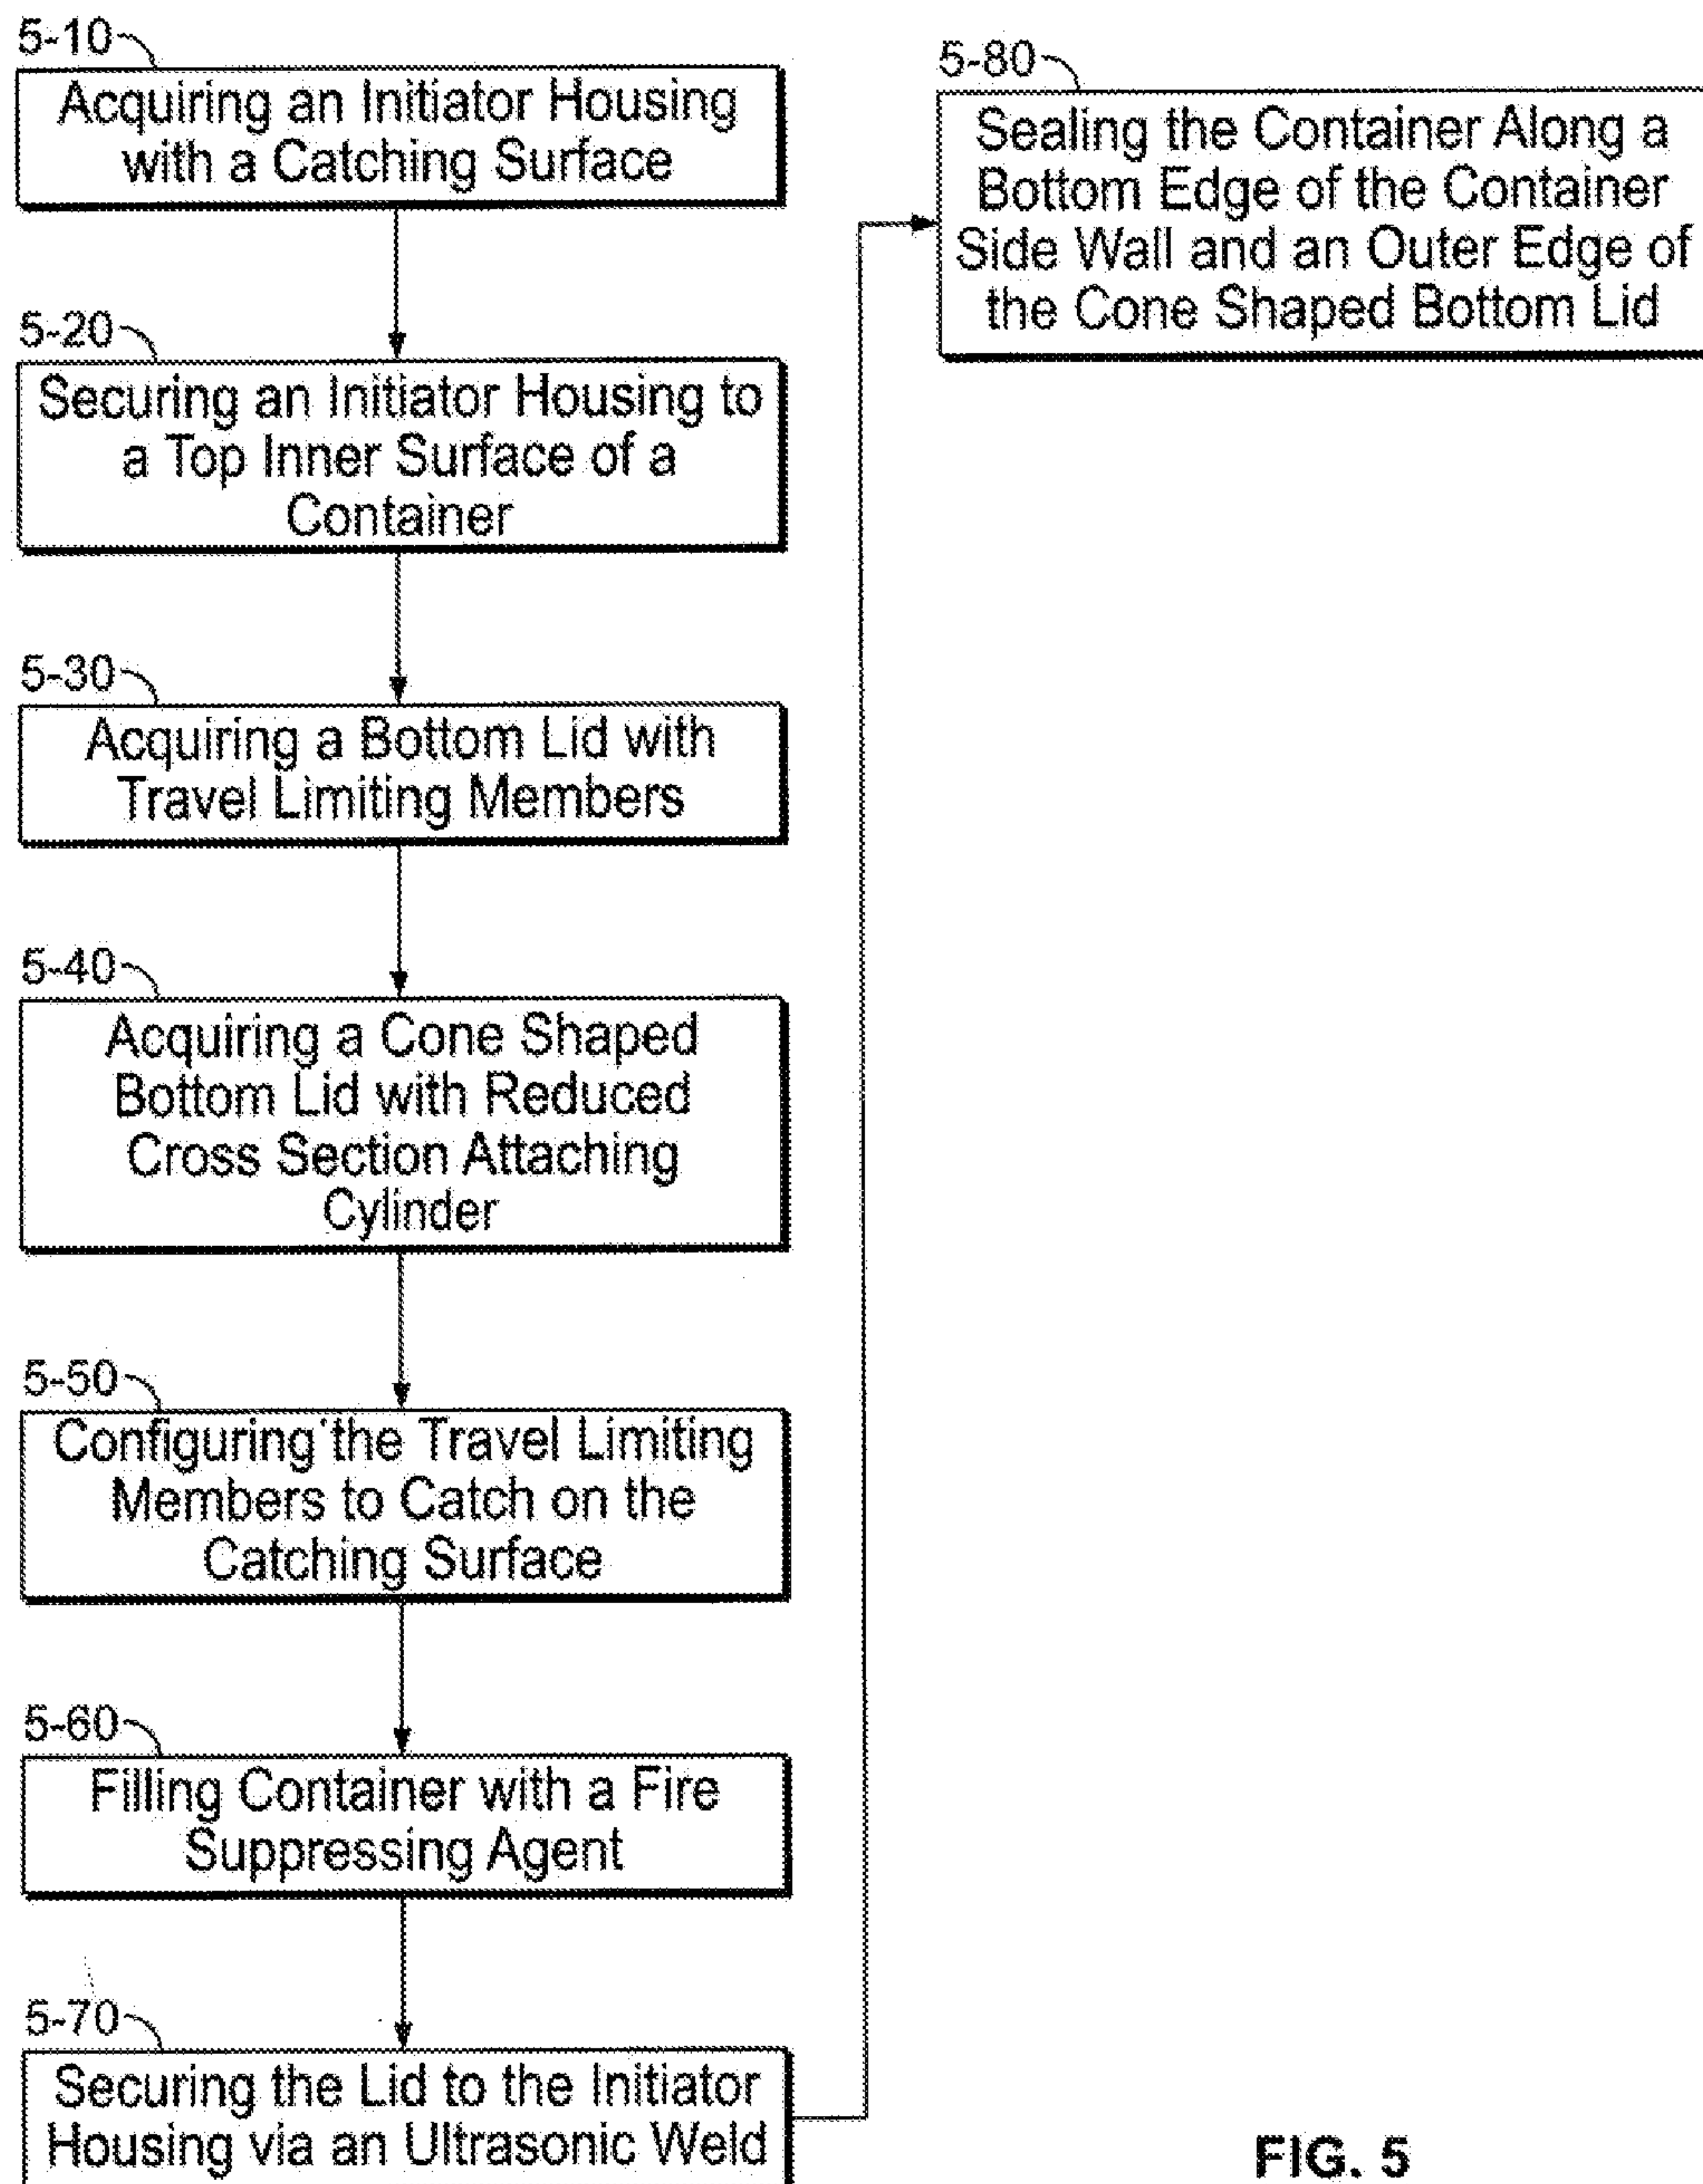 5-10
Acquiring an Initiator Housing
with a Catching Surface
5-20
Securing an Initiator Housing to
a Top Inner Surface of a
Container
5-30
Acquiring a Bottom Lid with
Travel Limiting Members
5-40
Acquiring a Cone Shaped
Bottom Lid with Reduced
Cross Section Attaching
Cylinder
5-50
Configuring the Travel Limiting
Members to Catch on the
Catching Surface
5-60
Filling Container with a Fire
Suppressing Agent
5-70
Securing the Lid to the Initiator
Housing via an Ultrasonic Weld
5-80
Sealing the Container Along a
Bottom Edge of the Container
Side Wall and an Outer Edge of
the Cone Shaped Bottom Lid
FIG. 5